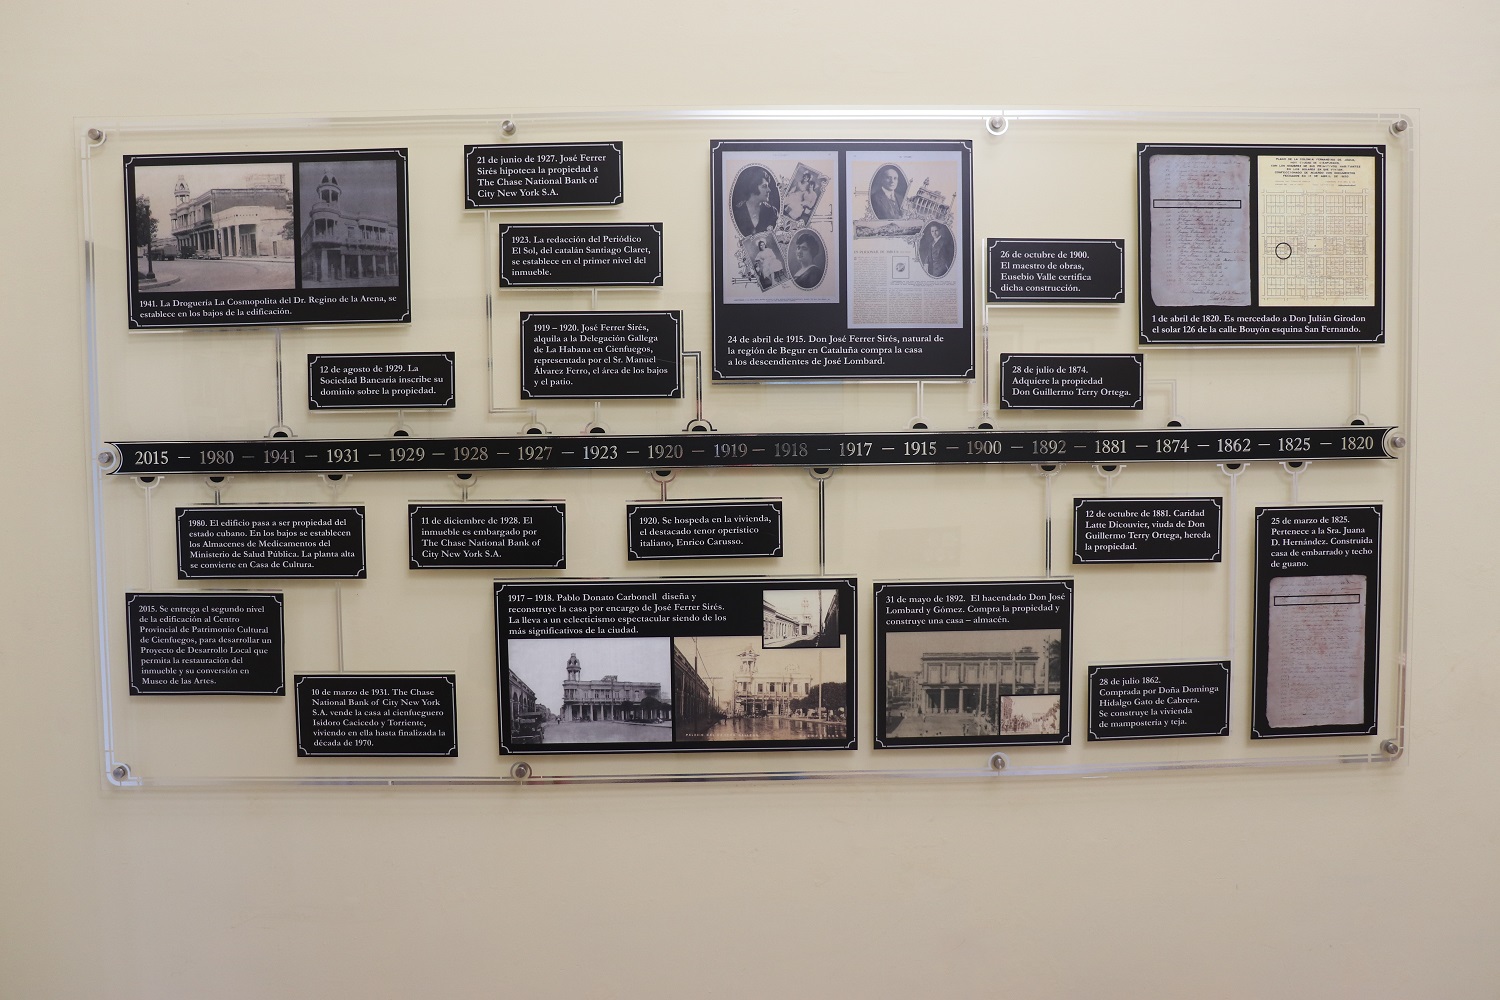 1941. La Droguería La Cosmopolita del Dr. Regino de la Arena, se
establece en los bajos de la edificación.
21 de junio de 1927. José Ferrer
Sirés hipoteca la propiedad a
The Chase National Bank of
City New York S.A.
1923. La redacción del Periódico
El Sol, del catalán Santiago Claret,
se establece en el primer nivel del
inmueble.
1919 – 1920. José Ferrer Sirés,
alquila a la Delegación Gallega
de La Habana en Cienfuegos,
representada por el Sr. Manuel
Álvarez Ferro, el área de los bajos
y el patio.
12 de agosto de 1929. La
Sociedad Bancaria inscribe su
dominio sobre la propiedad.
24 de abril de 1915. Don José Ferrer Sirés, natural de
la región de Begur en Cataluña compra la casa
a los descendientes de José Lombard.
26 de octubre de 1900.
El maestro de obras,
Eusebio Valle certifica
dicha construcción.
28 de julio de 1874.
Adquiere la propiedad
Don Guillermo Terry Ortega.
1 de abril de 1820. Es mercedado a Don Julián Girodon
el solar 126 de la calle Bouyón esquina San Fernando.
2015 – 1980 – 1941 – 1931 – 1929 – 1928 – 1927 – 1923 – 1920 – 1919 – 1918 – 1917 – 1915 – 1900 – 1892 – 1881 – 1874 – 1862 – 1825 – 1820
1980. El edificio pasa a ser propiedad del
estado cubano. En los bajos se establecen
los Almacenes de Medicamentos del
Ministerio de Salud Pública. La planta alta
se convierte en Casa de Cultura.
2015. Se entrega el segundo nivel
de la edificación al Centro
Provincial de Patrimonio Cultural
de Cienfuegos, para desarrollar un
Proyecto de Desarrollo Local que
permita la restauración del
inmueble y su conversión en
Museo de las Artes.
10 de marzo de 1931. The Chase
National Bank of City New York
S.A. vende la casa al cienfueguero
Isidoro Cacicedo y Torriente,
viviendo en ella hasta finalizada la
década de 1970.
11 de diciembre de 1928. El
inmueble es embargado por
The Chase National Bank of
City New York S.A.
1920. Se hospeda en la vivienda,
el destacado tenor operístico
italiano, Enrico Carusso.
1917 – 1918. Pablo Donato Carbonell diseña y
reconstruye la casa por encargo de José Ferrer Sirés.
La lleva a un eclecticismo espectacular siendo de los
más significativos de la ciudad.
31 de mayo de 1892. El hacendado Don José
Lombard y Gómez. Compra la propiedad y
construye una casa – almacén.
12 de octubre de 1881. Caridad
Latte Dicouvier, viuda de Don
Guillermo Terry Ortega, hereda
la propiedad.
28 de julio 1862.
Comprada por Doña Dominga
Hidalgo Gato de Cabrera.
Se construye la vivienda
de mampostería y teja.
25 de marzo de 1825.
Pertenece a la Sra. Juana
D. Hernández. Construida
casa de embarrado y techo
de guano.